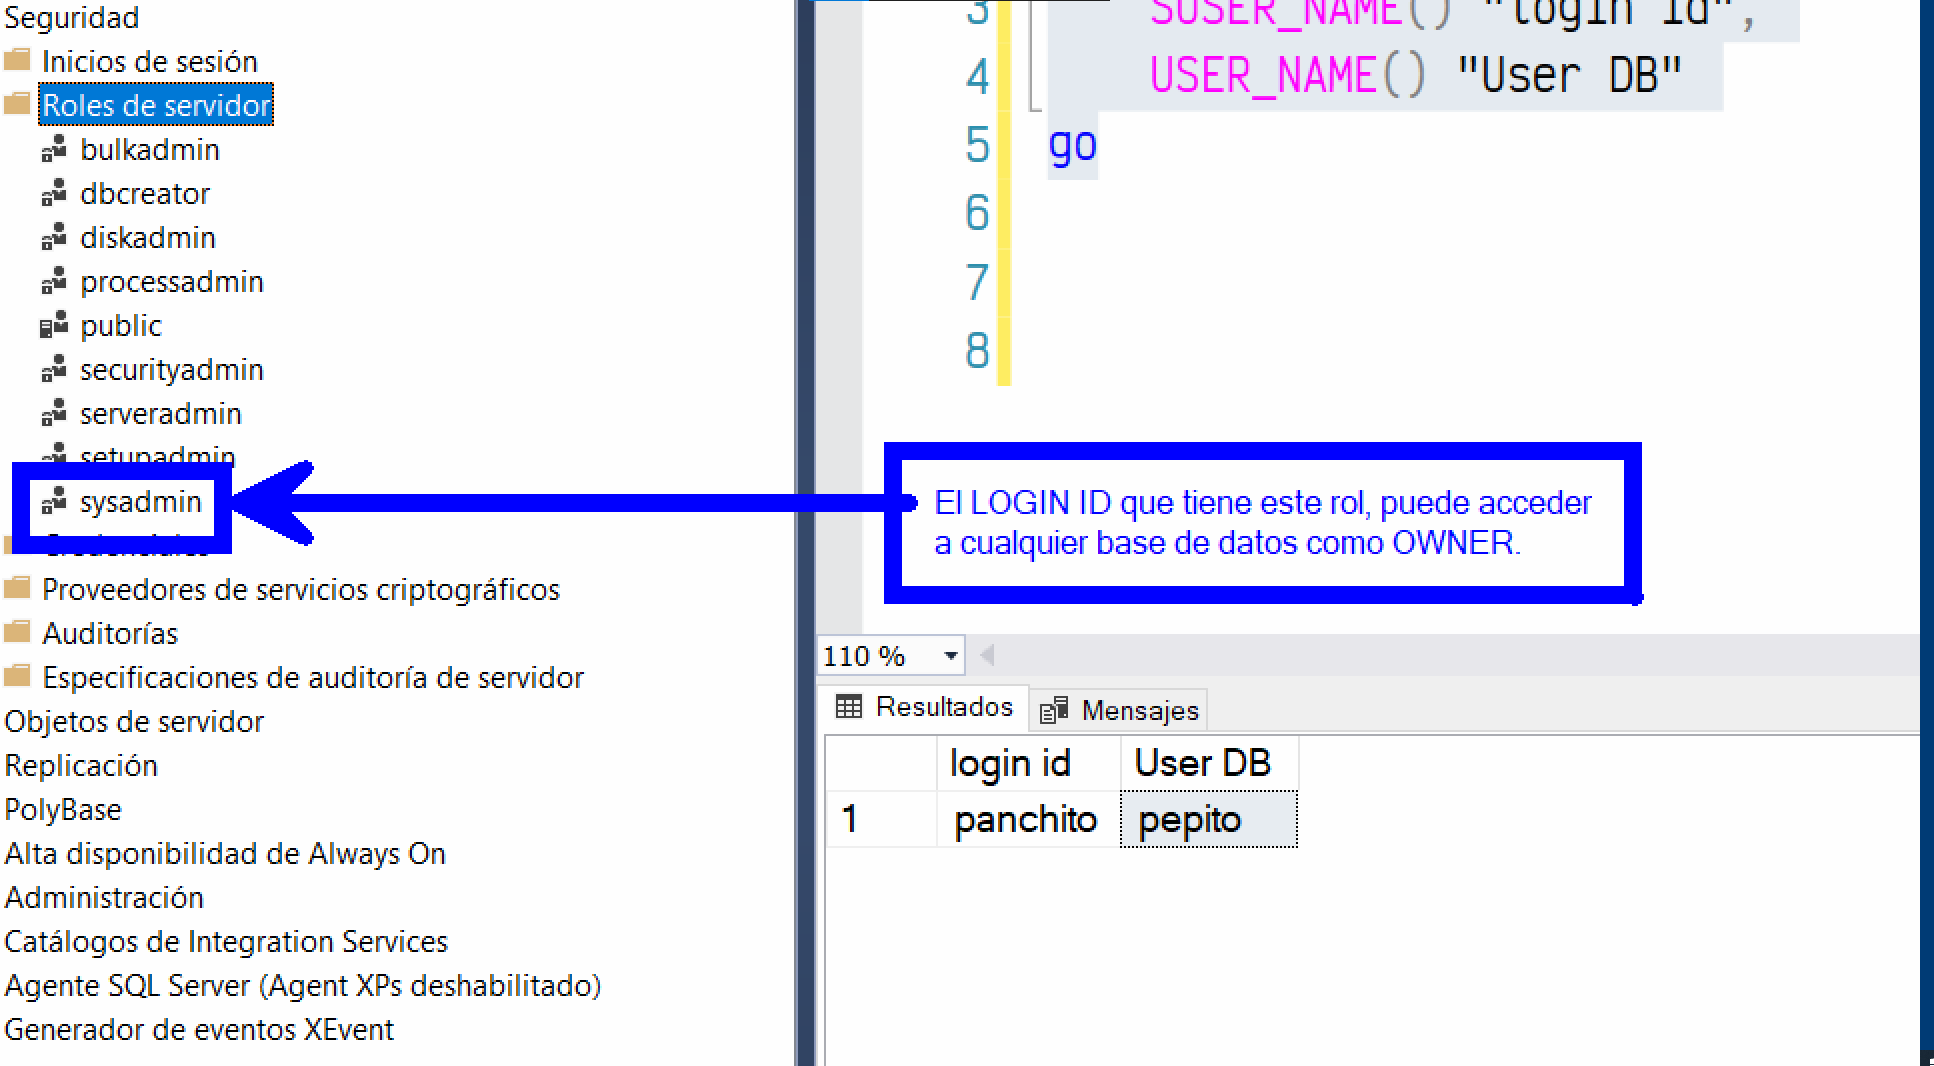 Seguridad
Inicios de sesión
Roles de servidor
bulkadmin
dbcreator
diskadmin
processadmin
public
securityadmin
serveradmin
setupadmin
sysadmin
Credenciales
Proveedores de servicios criptográficos
Auditorías
Especificaciones de auditoría de servidor
Objetos de servidor
Replicación
PolyBase
Alta disponibilidad de Always On
Administración
Catálogos de Integration Services
Agente SQL Server (Agent XPs deshabilitado)
Generador de eventos XEvent
3 SUSER_NAME() "login id",
4 USER_NAME() "User DB"
5 go
6
7
8
El LOGIN ID que tiene este rol, puede acceder
a cualquier base de datos como OWNER.
110 %
Resultados Mensajes
login id User DB
1 panchito pepito